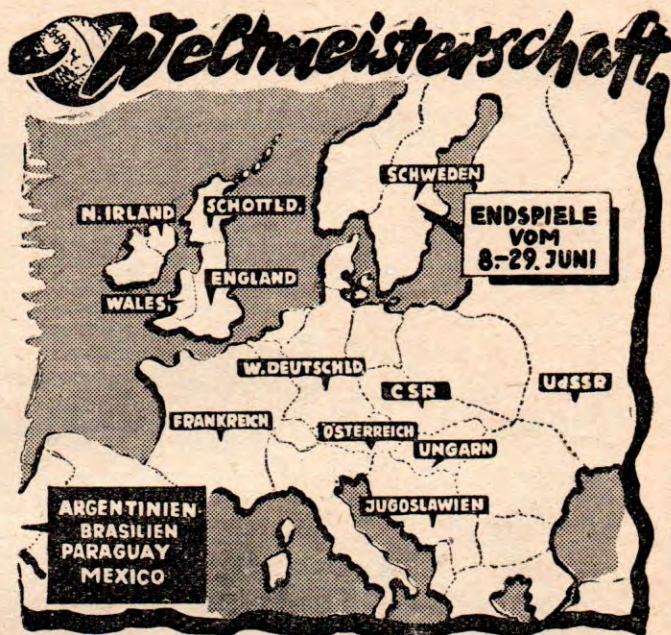 Weltmeisterschaft
SCHWEDEN
N. IRLAND
SCHOTTLD.
ENDSPIELE
VOM
8.-29. JUNI
ENGLAND
WALES
W. DEUTSCHLD.
CSR
UdSSR
FRANKREICH
ÖSTERREICH
UNGARN
JUGOSLAWIEN
ARGENTINIEN-
BRASILIEN
PARAGUAY
MEXICO